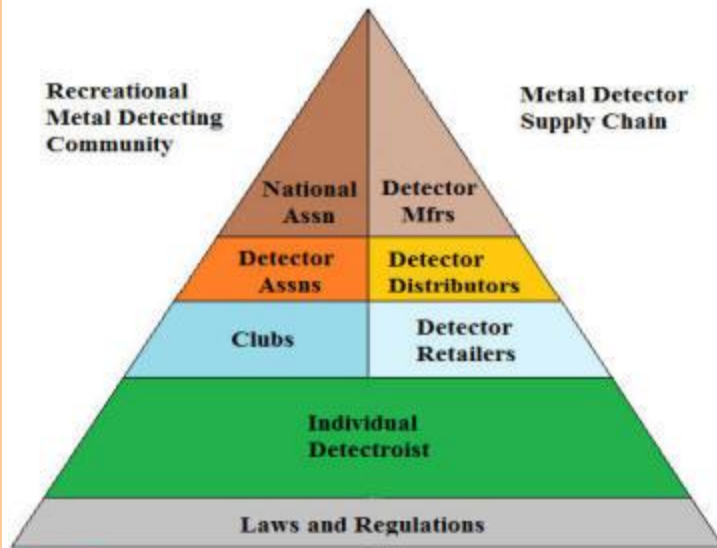 Recreational
Metal Detecting
Community
Metal Detector
Supply Chain
National
Assn
Detector
Mfrs
Detector
Assns
Detector
Distributors
Clubs
Detector
Retailers
Individual
Detectroist
Laws and Regulations